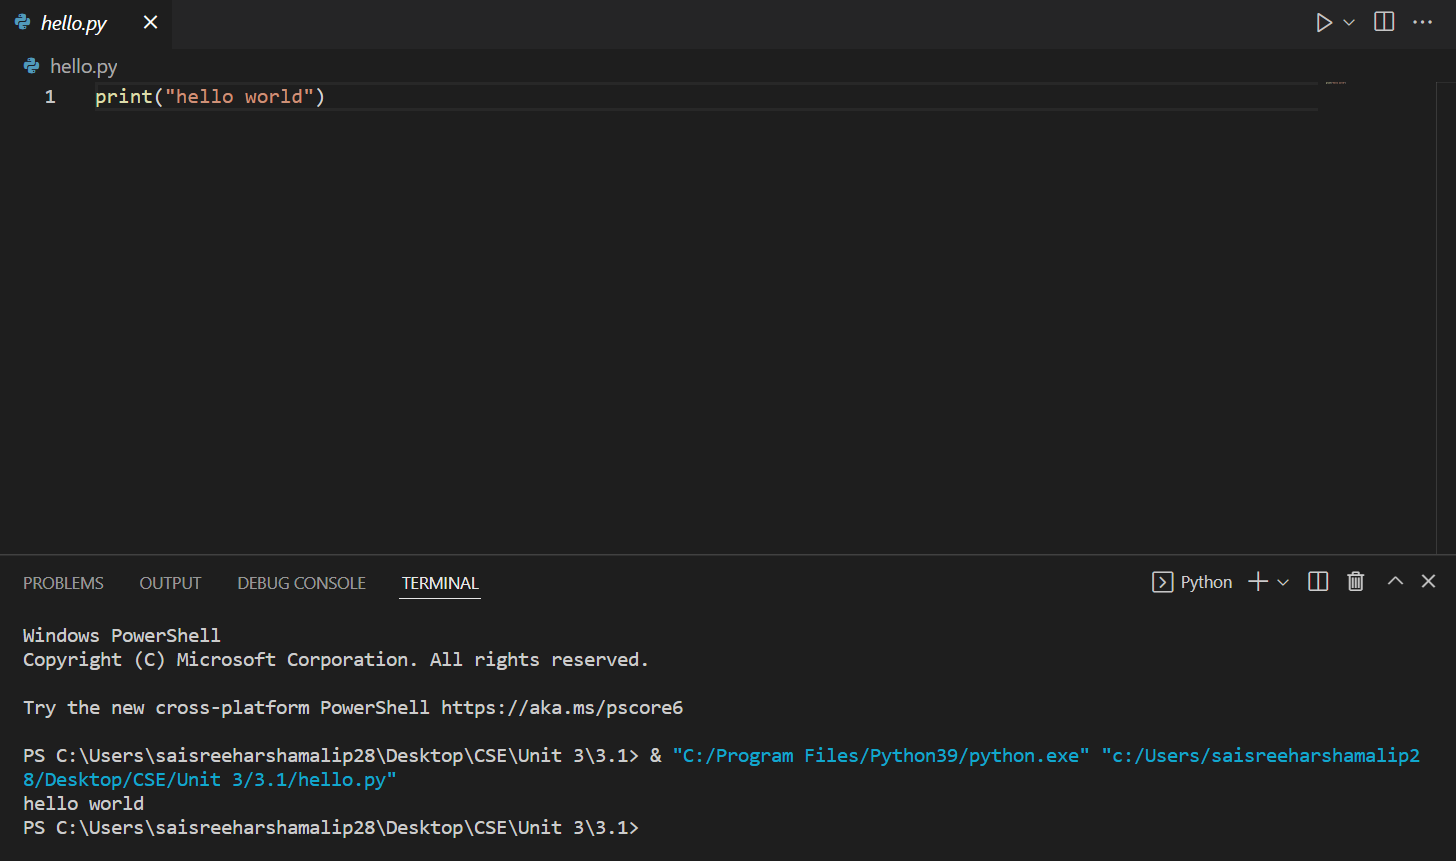 hello.py
hello.py
1 print("hello world")
PROBLEMS OUTPUT DEBUG CONSOLE TERMINAL Python
Windows PowerShell
Copyright (C) Microsoft Corporation. All rights reserved.
Try the new cross-platform PowerShell https://aka.ms/pscore6
PS C:\Users\saisreeharshamalip28\Desktop\CSE\Unit 3\3.1> & "C:/Program Files/Python39/python.exe" "c:/Users/saisreeharshamalip2
8/Desktop/CSE/Unit 3/3.1/hello.py"
hello world
PS C:\Users\saisreeharshamalip28\Desktop\CSE\Unit 3\3.1>